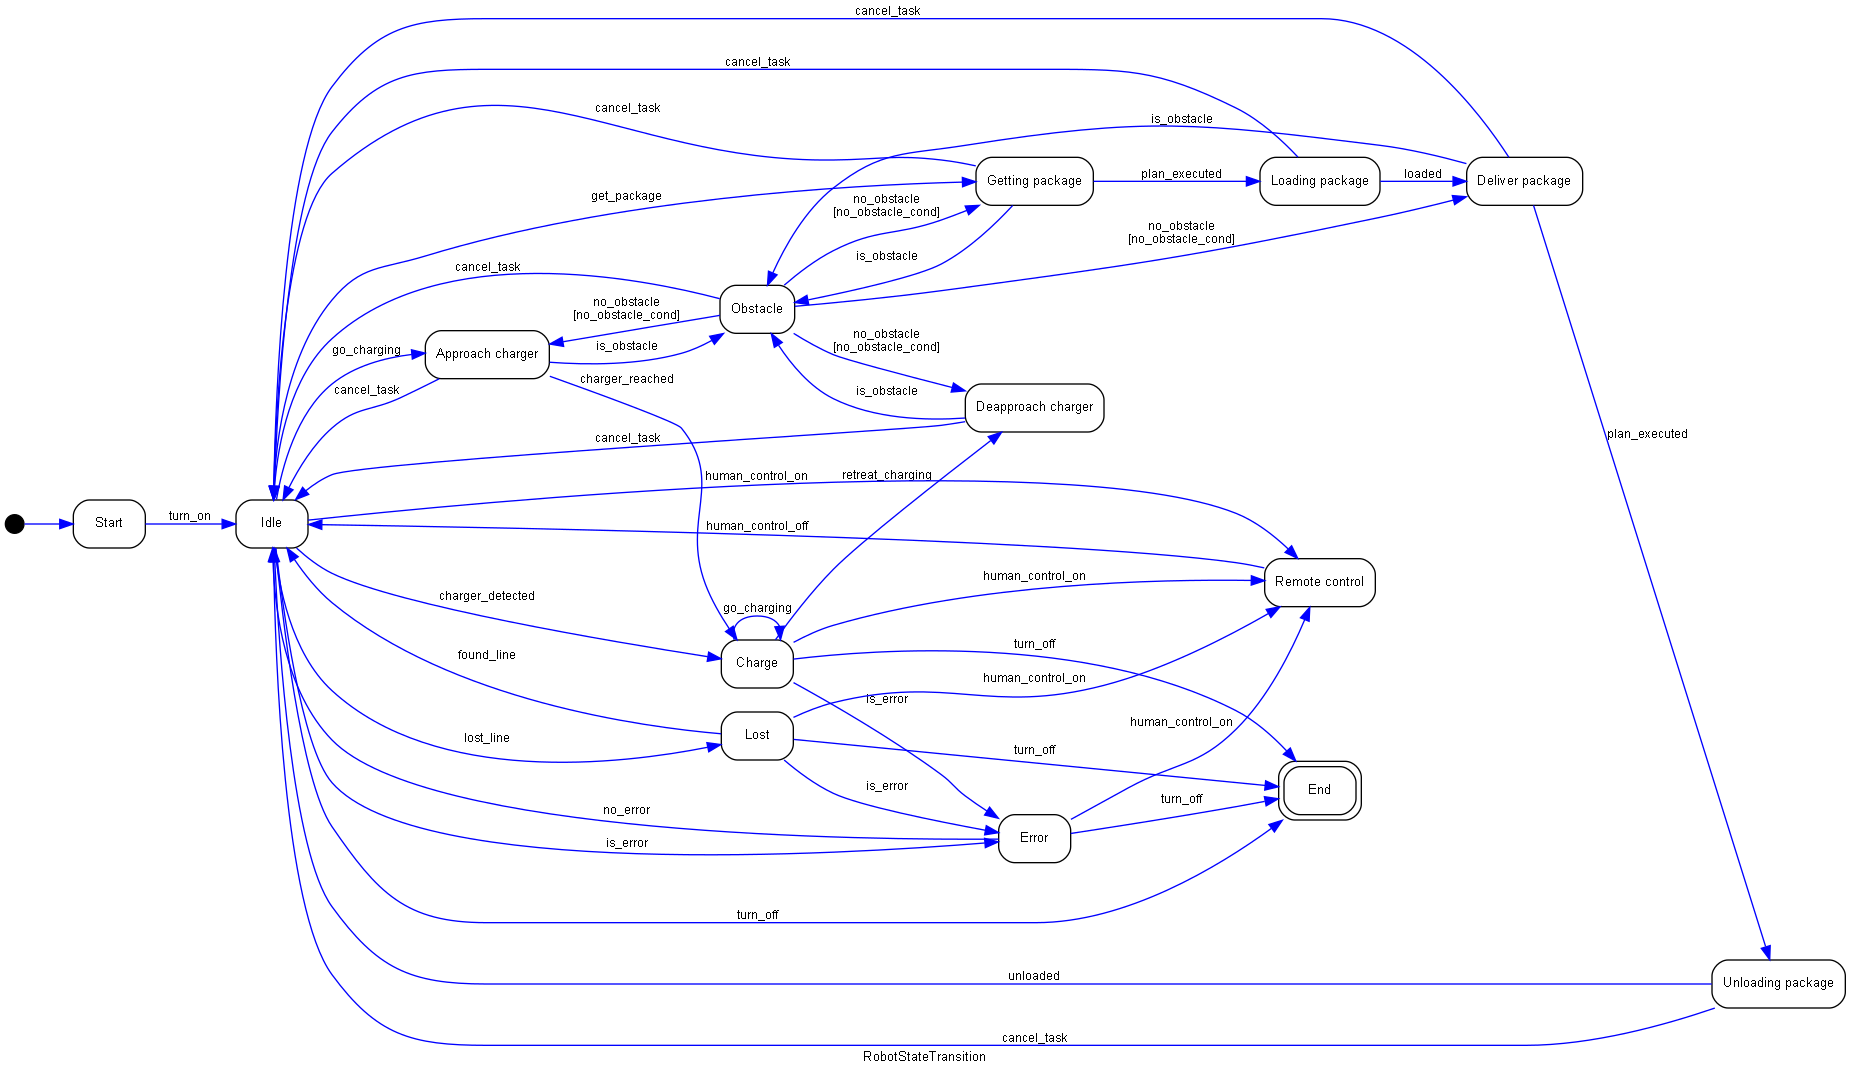 cancel_task
cancel_task
cancel_task
is_obstacle
Getting package
plan_executed
Loading package
loaded
Deliver package
get_package
no_obstacle
[no_obstacle_cond]
no_obstacle
[no_obstacle_cond]
is_obstacle
cancel_task
Obstacle
no_obstacle
[no_obstacle_cond]
is_obstacle
no_obstacle
[no_obstacle_cond]
go_charging
Approach charger
charger_reached
cancel_task
is_obstacle
Deapproach charger
plan_executed
cancel_task
human_control_on
retreat_charging
Start
turn_on
Idle
human_control_off
human_control_on
Remote control
charger_detected
go_charging
Charge
turn_off
found_line
human_control_on
is_error
human_control_on
Lost
lost_line
turn_off
is_error
End
turn_off
no_error
Error
is_error
turn_off
unloaded
Unloading package
cancel_task
RobotStateTransition